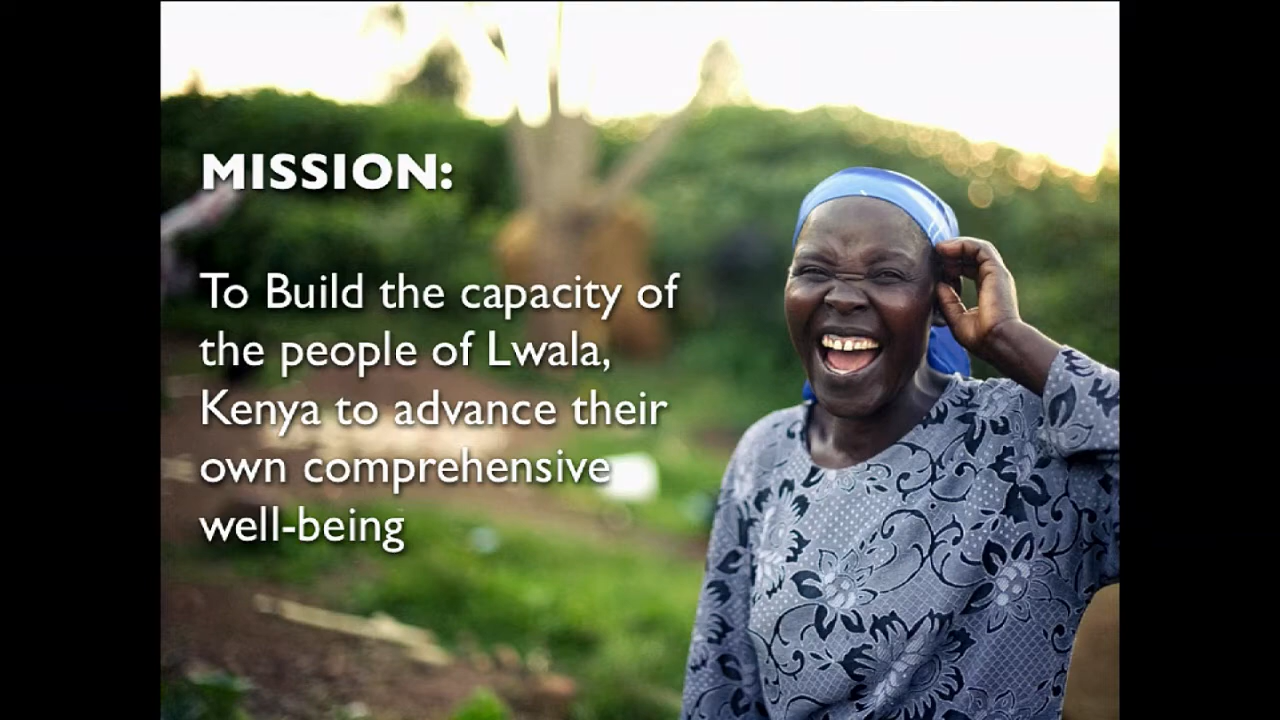 MISSION:
To Build the capacity of
the people of Lwala,
Kenya to advance their
own comprehensive
well-being